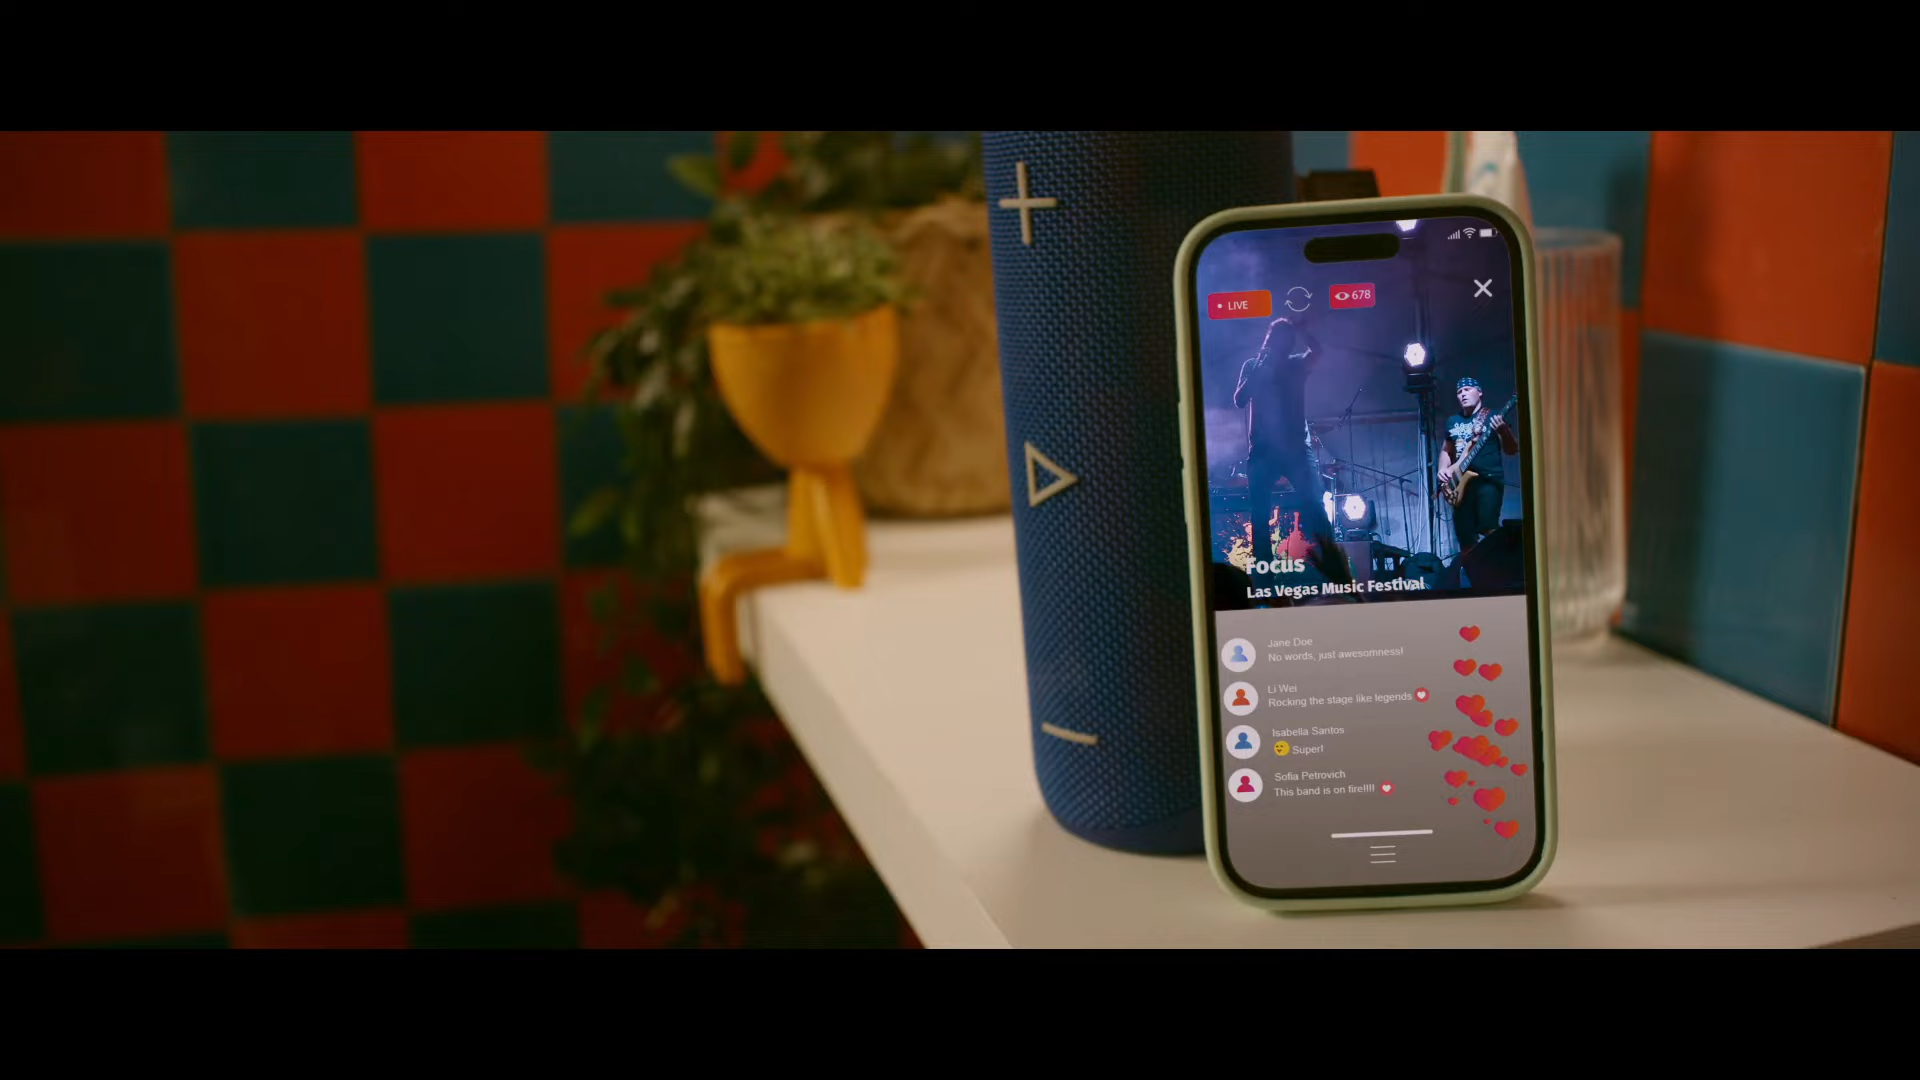 LIVE
678
Focus
Las Vegas Music Festival
Jane Doe
No words, just awesomness!
Li Wei
Rocking the stage like legends
Isabella Santos
Super!
Sofia Petrovich
This band is on fire!!!!